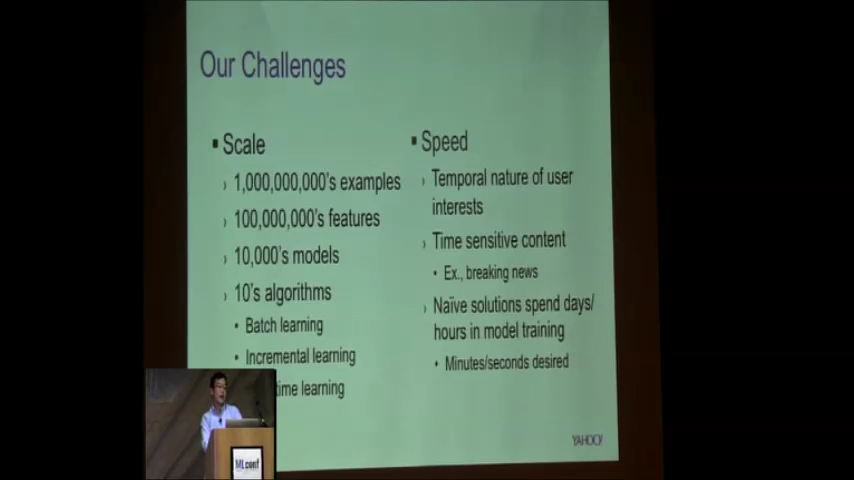 Our Challenges
▪ Scale
› 1,000,000,000's examples
› 100,000,000's features
› 10,000's models
› 10's algorithms
• Batch learning
• Incremental learning
time learning
▪ Speed
› Temporal nature of user
interests
› Time sensitive content
• Ex., breaking news
› Naïve solutions spend days/
hours in model training
• Minutes/seconds desired
YAHOO!
MLconf